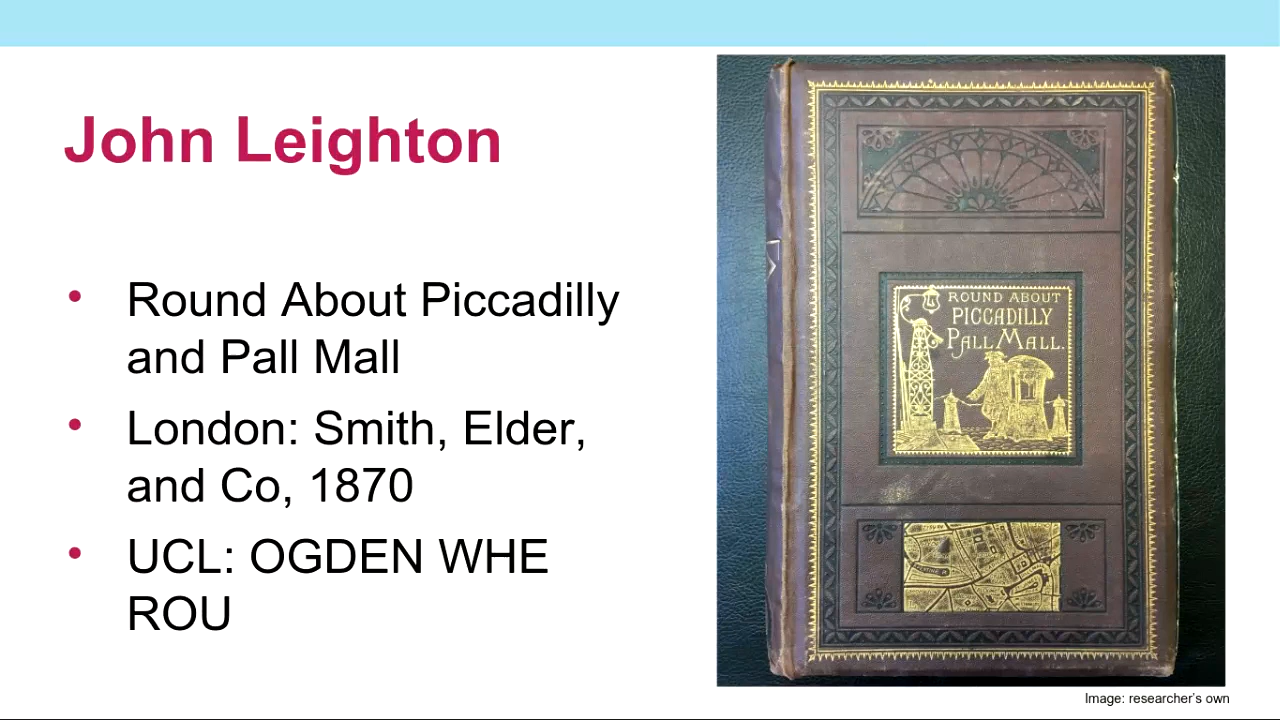 John Leighton
• Round About Piccadilly
and Pall Mall
• London: Smith, Elder,
and Co, 1870
• UCL: OGDEN WHE
ROU
ROUND ABOUT
PICCADILLY
PALL MALL.
Image: researcher's own